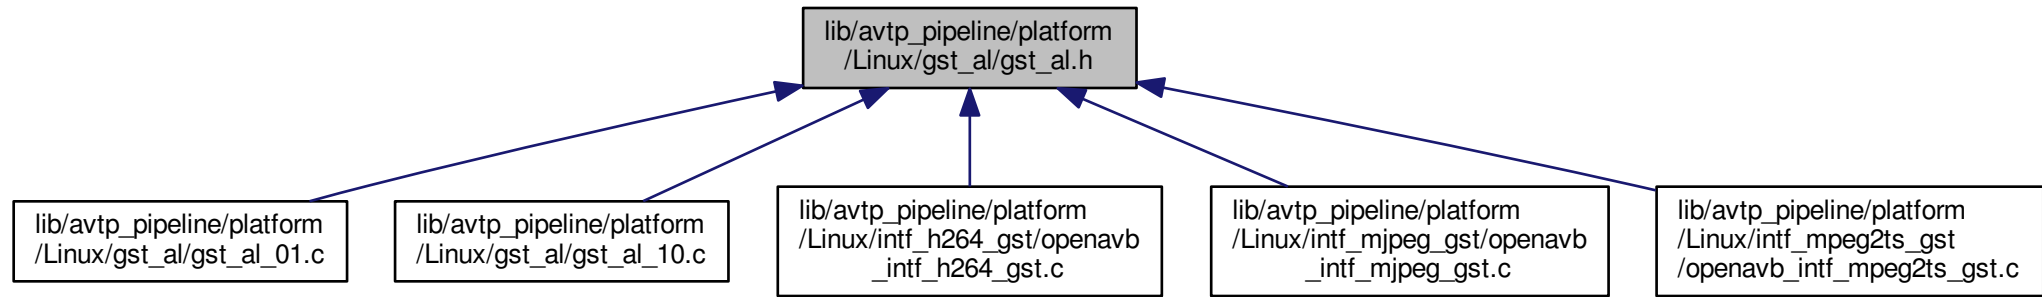 lib/avtp_pipeline/platform
/Linux/gst_al/gst_al.h
lib/avtp_pipeline/platform
/Linux/gst_al/gst_al_01.c
lib/avtp_pipeline/platform
/Linux/gst_al/gst_al_10.c
lib/avtp_pipeline/platform
/Linux/intf_h264_gst/openavb
_intf_h264_gst.c
lib/avtp_pipeline/platform
/Linux/intf_mjpeg_gst/openavb
_intf_mjpeg_gst.c
lib/avtp_pipeline/platform
/Linux/intf_mpeg2ts_gst
/openavb_intf_mpeg2ts_gst.c